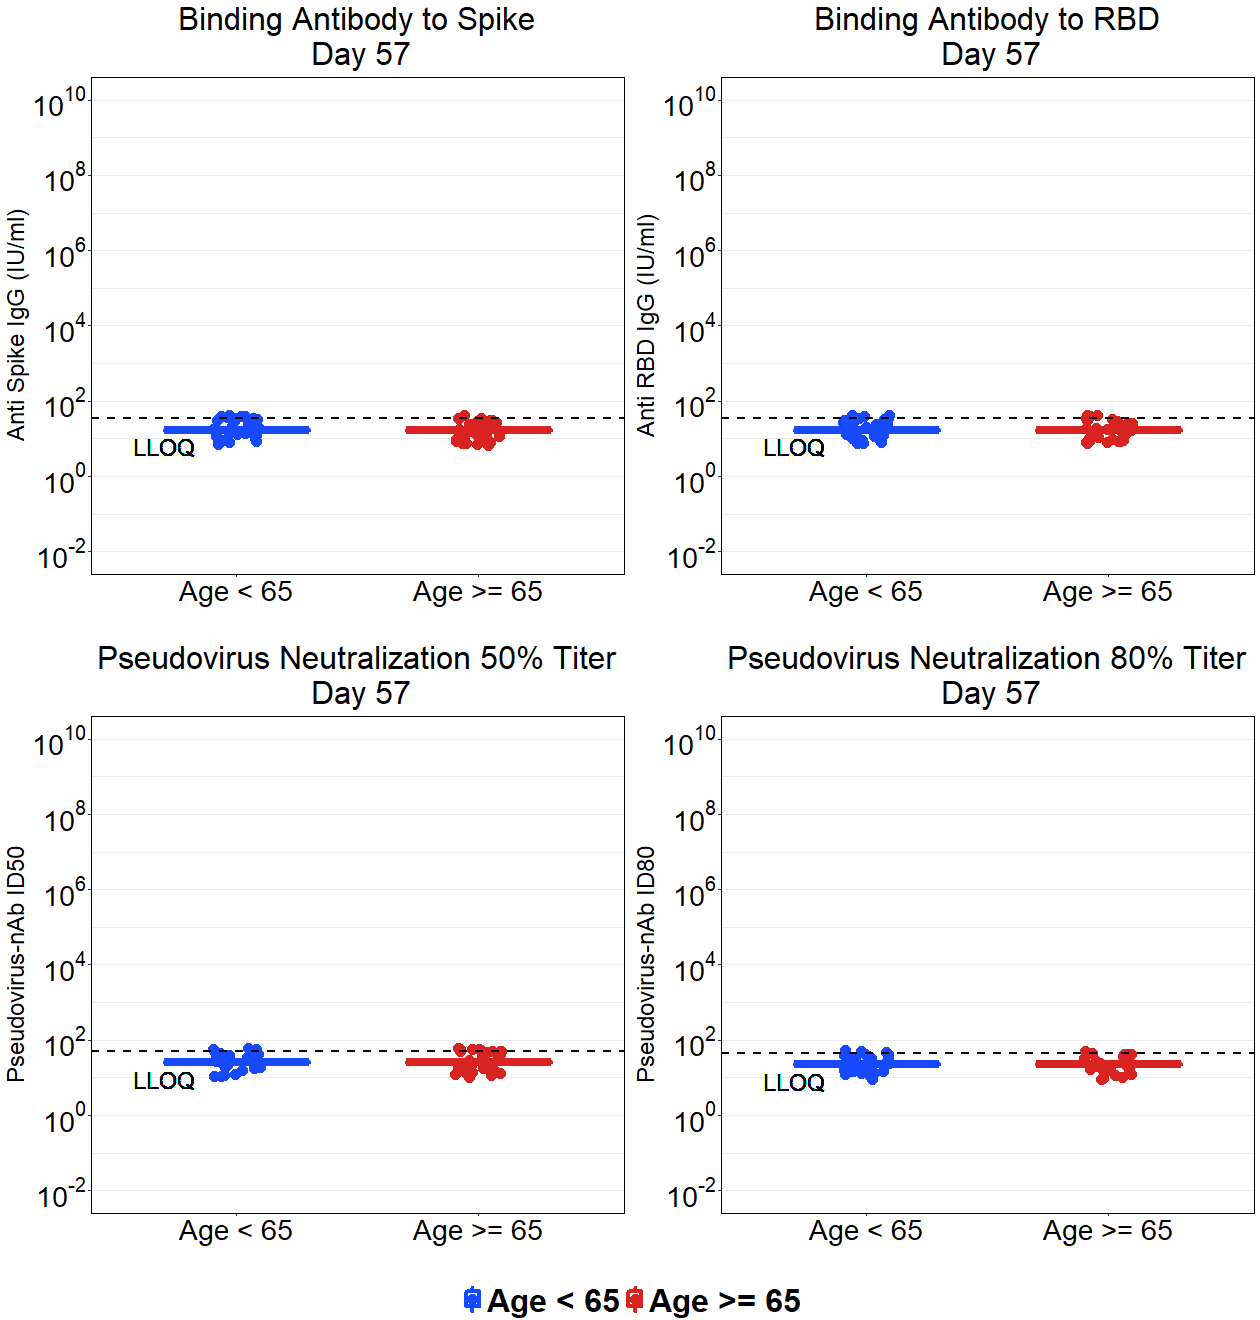 Binding Antibody to Spike
Day 57
Anti Spike IgG (IU/ml)
10^10
10^8
10^6
10^4
10^2
10^0
10^-2
LLOQ
Age < 65
Age >= 65
Binding Antibody to RBD
Day 57
Anti RBD IgG (IU/ml)
10^10
10^8
10^6
10^4
10^2
10^0
10^-2
LLOQ
Age < 65
Age >= 65
Pseudovirus Neutralization 50% Titer
Day 57
Pseudovirus-nAb ID50
10^10
10^8
10^6
10^4
10^2
10^0
10^-2
LLOQ
Age < 65
Age >= 65
Pseudovirus Neutralization 80% Titer
Day 57
Pseudovirus-nAb ID80
10^10
10^8
10^6
10^4
10^2
10^0
10^-2
LLOQ
Age < 65
Age >= 65
Age < 65 Age >= 65